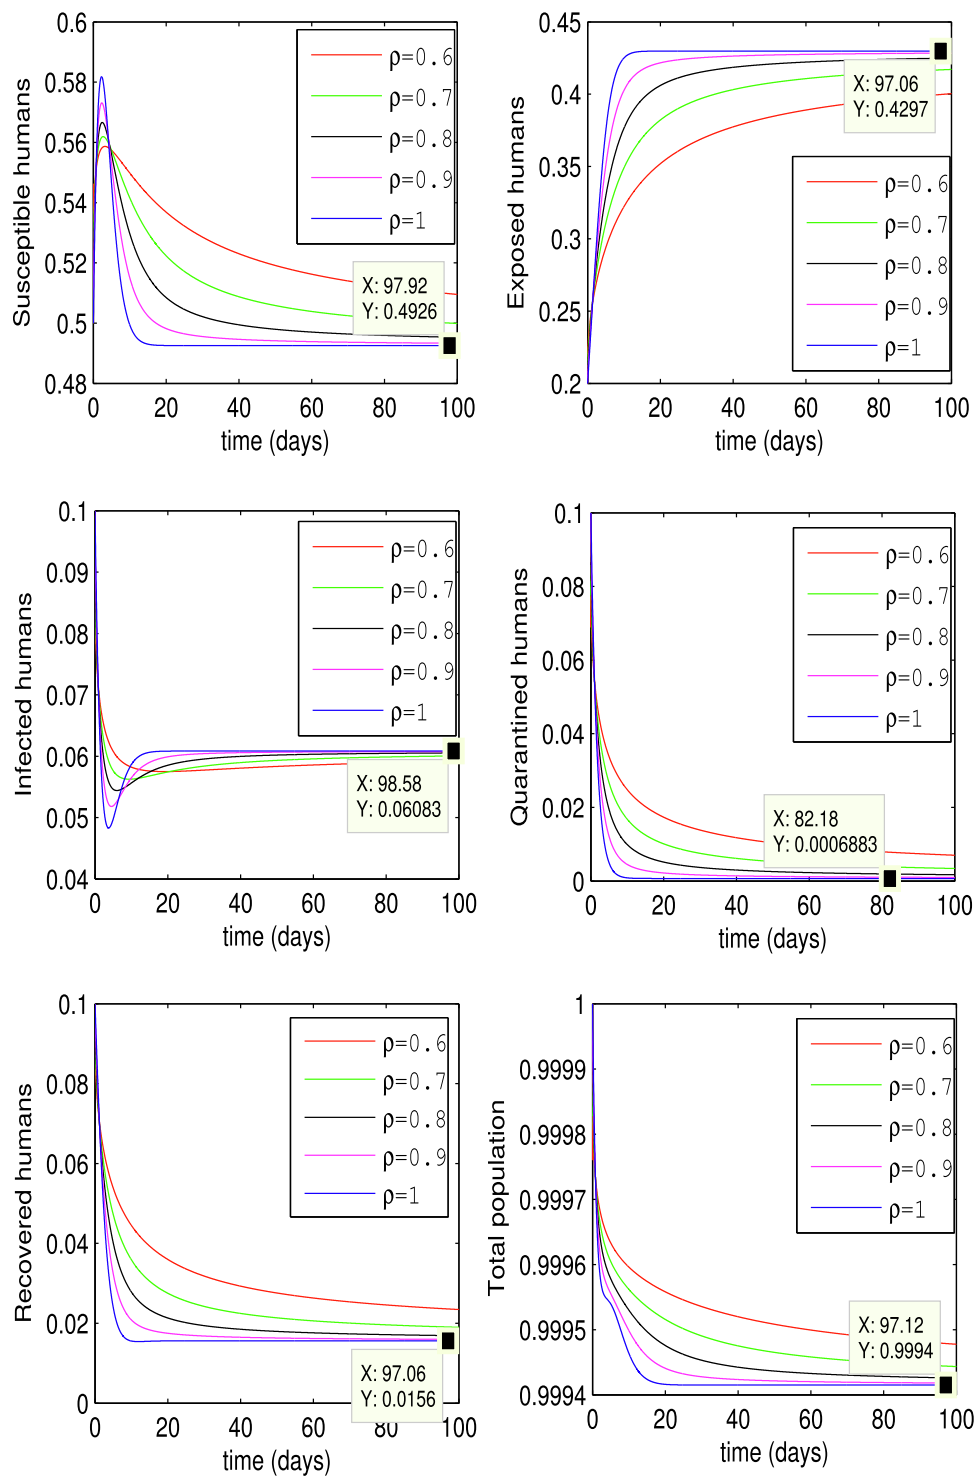 0.6
0.58
0.56
0.54
0.52
0.5
0.48
Susceptible humans
ρ=0.6
ρ=0.7
ρ=0.8
ρ=0.9
ρ=1
X: 97.92
Y: 0.4926
0 20 40 60 80 100
time (days)
0.45
0.4
0.35
0.3
0.25
0.2
Exposed humans
X: 97.06
Y: 0.4297
ρ=0.6
ρ=0.7
ρ=0.8
ρ=0.9
ρ=1
0 20 40 60 80 100
time (days)
0.1
0.09
0.08
0.07
0.06
0.05
0.04
Infected humans
ρ=0.6
ρ=0.7
ρ=0.8
ρ=0.9
ρ=1
X: 98.58
Y: 0.06083
0 20 40 60 80 100
time (days)
0.1
0.08
0.06
0.04
0.02
0
Quarantined humans
ρ=0.6
ρ=0.7
ρ=0.8
ρ=0.9
ρ=1
X: 82.18
Y: 0.0006883
0 20 40 60 80 100
time (days)
0.1
0.08
0.06
0.04
0.02
0
Recovered humans
ρ=0.6
ρ=0.7
ρ=0.8
ρ=0.9
ρ=1
X: 97.06
Y: 0.0156
0 20 40 60 80 100
time (days)
1
0.9999
0.9998
0.9997
0.9996
0.9995
0.9994
Total population
ρ=0.6
ρ=0.7
ρ=0.8
ρ=0.9
ρ=1
X: 97.12
Y: 0.9994
0 20 40 60 80 100
time (days)